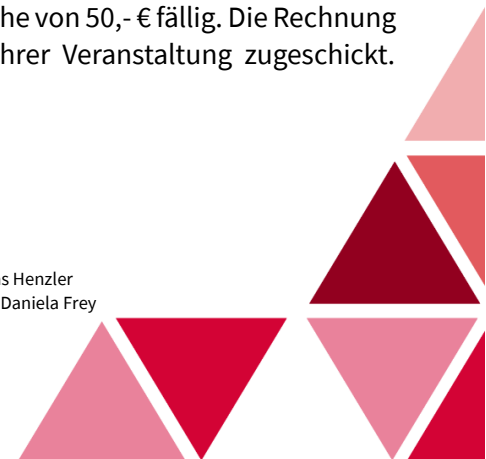 he von 50,- € fällig. Die Rechnung
hrer Veranstaltung zugeschickt.
s Henzler
Daniela Frey